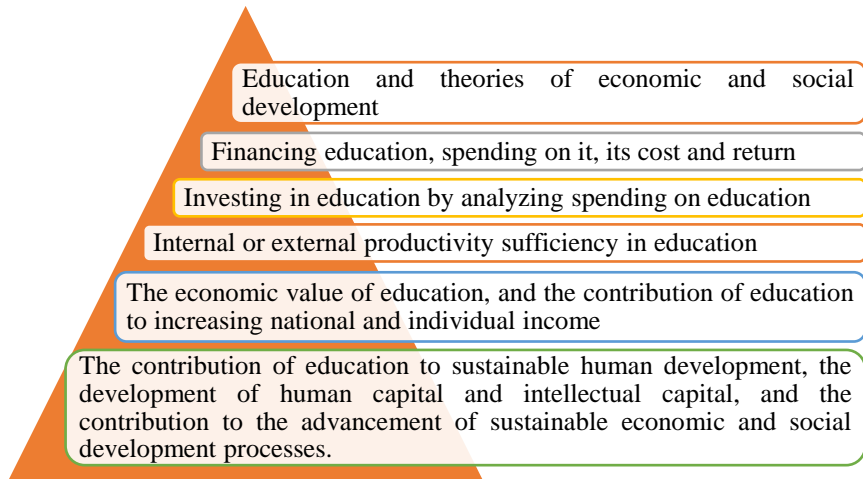 Education and theories of economic and social
development
Financing education, spending on it, its cost and return
Investing in education by analyzing spending on education
Internal or external productivity sufficiency in education
The economic value of education, and the contribution of education
to increasing national and individual income
The contribution of education to sustainable human development, the
development of human capital and intellectual capital, and the
contribution to the advancement of sustainable economic and social
development processes.